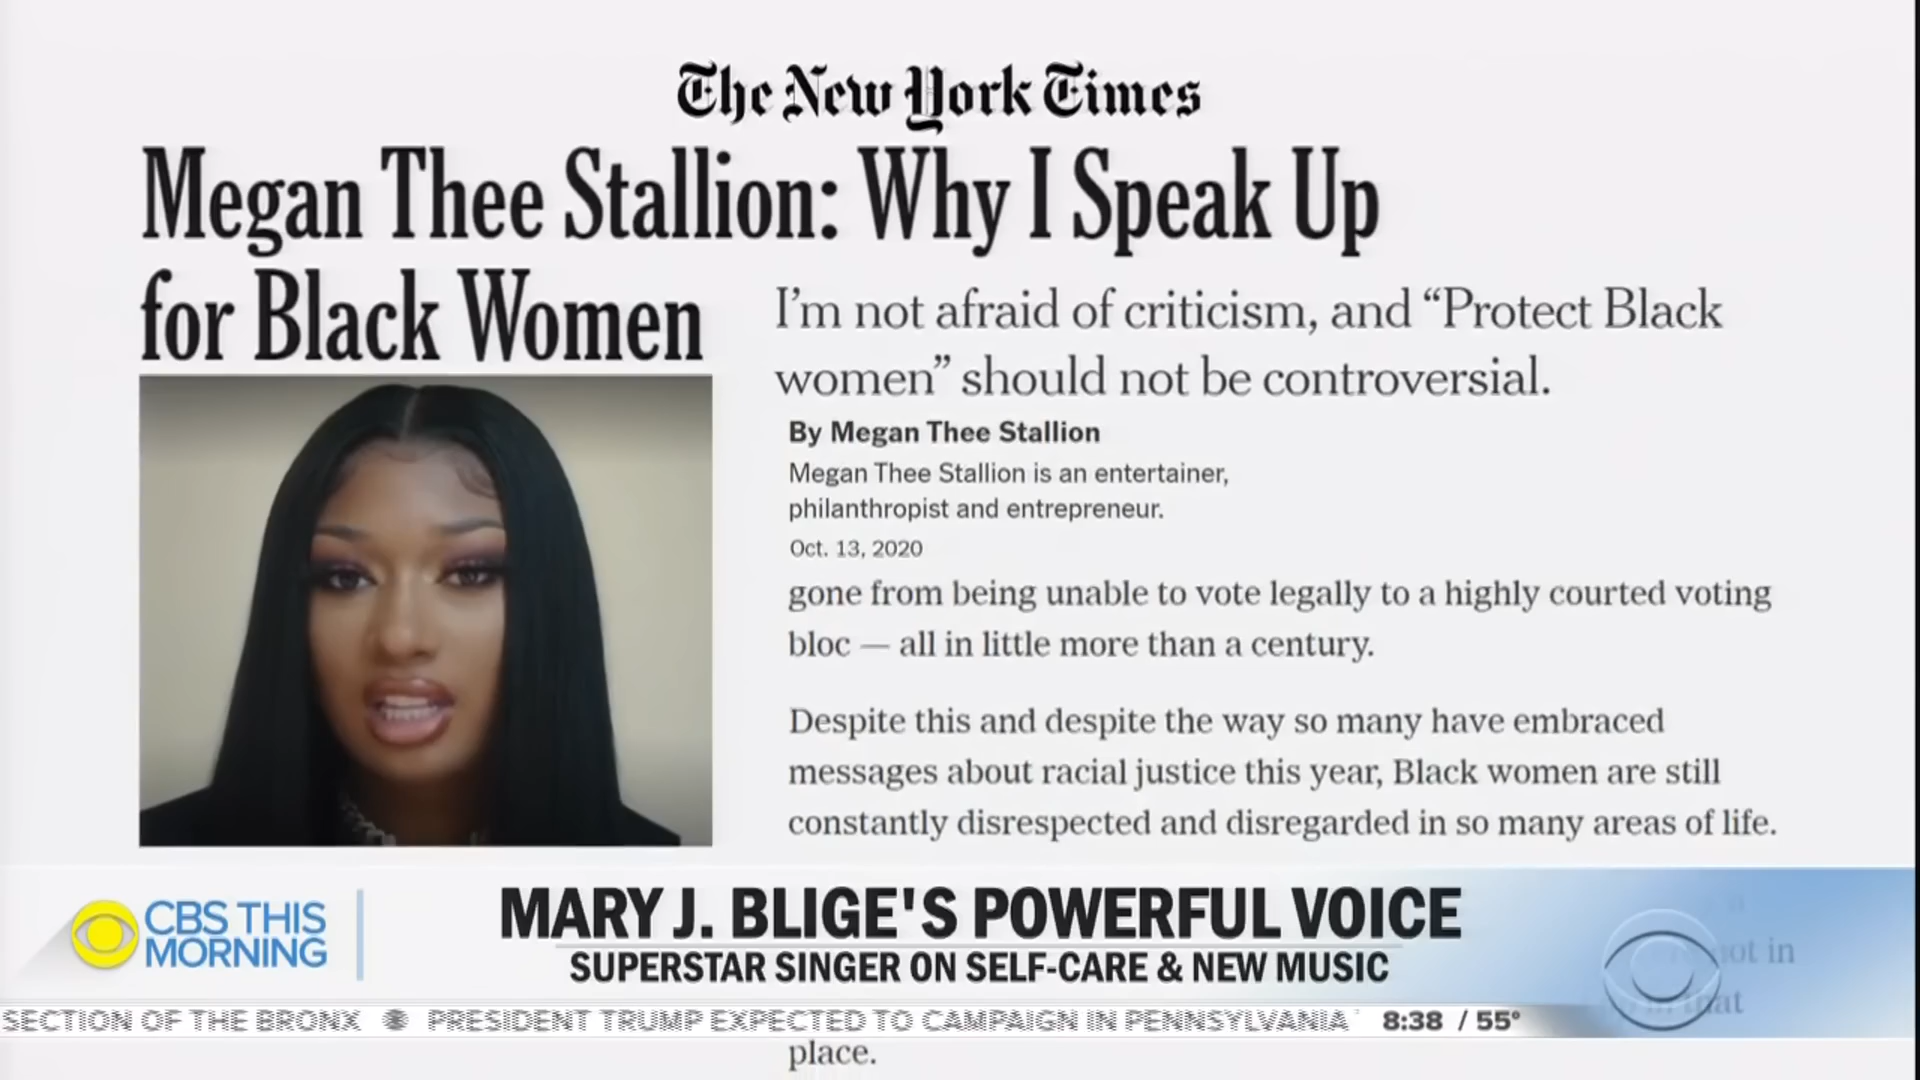 The New York Times
Megan Thee Stallion: Why I Speak Up
for Black Women
I’m not afraid of criticism, and “Protect Black
women” should not be controversial.
By Megan Thee Stallion
Megan Thee Stallion is an entertainer,
philanthropist and entrepreneur.
Oct. 13, 2020
gone from being unable to vote legally to a highly courted voting
bloc — all in little more than a century.
Despite this and despite the way so many have embraced
messages about racial justice this year, Black women are still
constantly disrespected and disregarded in so many areas of life.
CBS THIS
MORNING
MARY J. BLIGE'S POWERFUL VOICE
SUPERSTAR SINGER ON SELF-CARE & NEW MUSIC
not in
that
SECTION OF THE BRONX PRESIDENT TRUMP EXPECTED TO CAMPAIGN IN PENNSYLVANIA 8:38 / 55°
place.